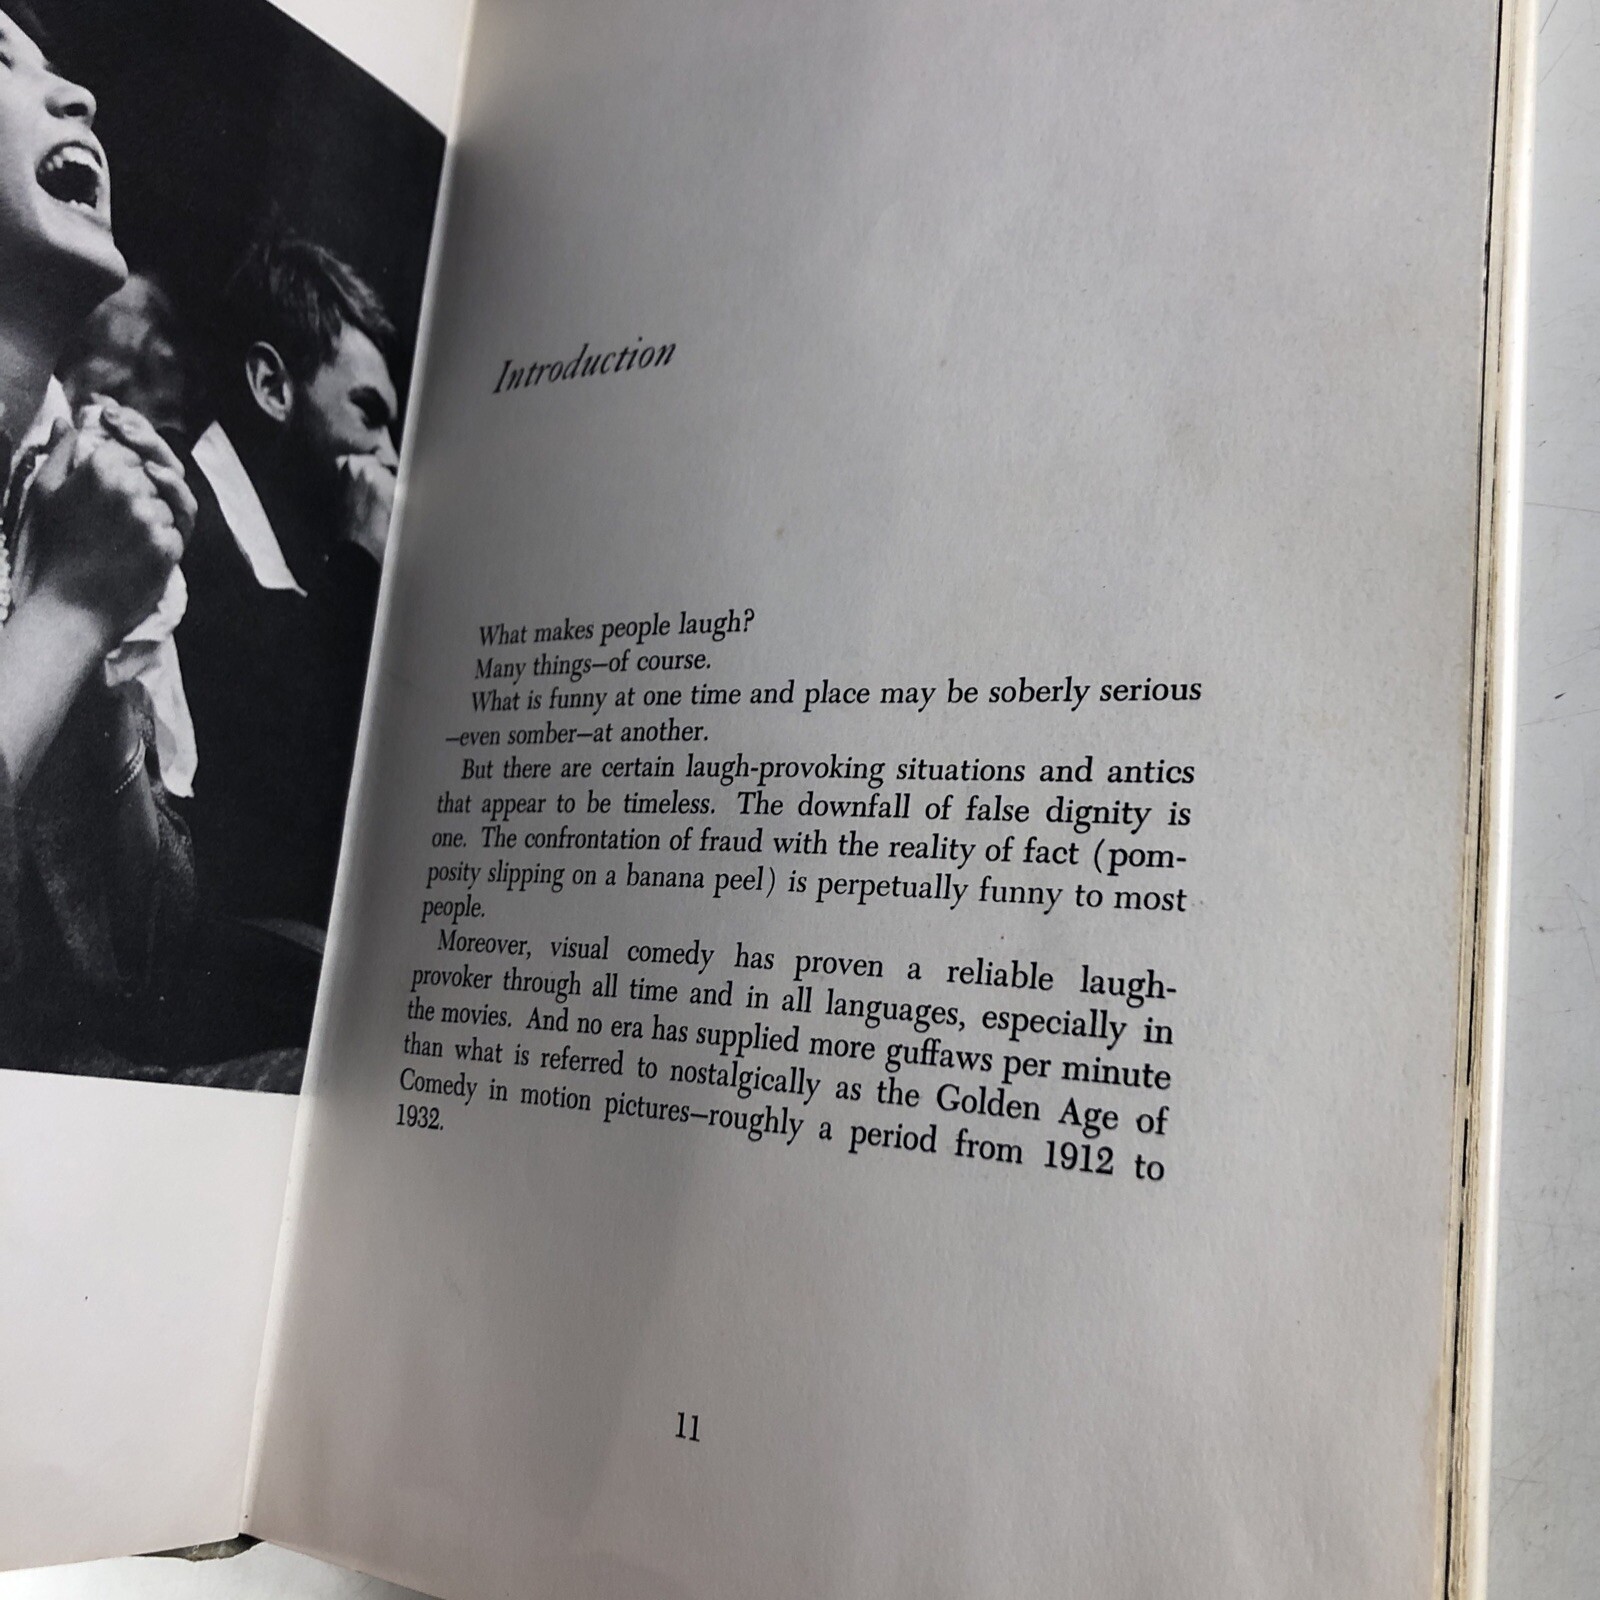 Introduction
What makes people laugh?
Many things—of course.
What is funny at one time and place may be soberly serious
—even somber—at another.
But there are certain laugh-provoking situations and antics
that appear to be timeless. The downfall of false dignity is
one. The confrontation of fraud with the reality of fact (pom-
posity slipping on a banana peel) is perpetually funny to most
people.
Moreover, visual comedy has proven a reliable laugh-
provoker through all time and in all languages, especially in
the movies. And no era has supplied more guffaws per minute
than what is referred to nostalgically as the Golden Age of
Comedy in motion pictures—roughly a period from 1912 to
1932.
11